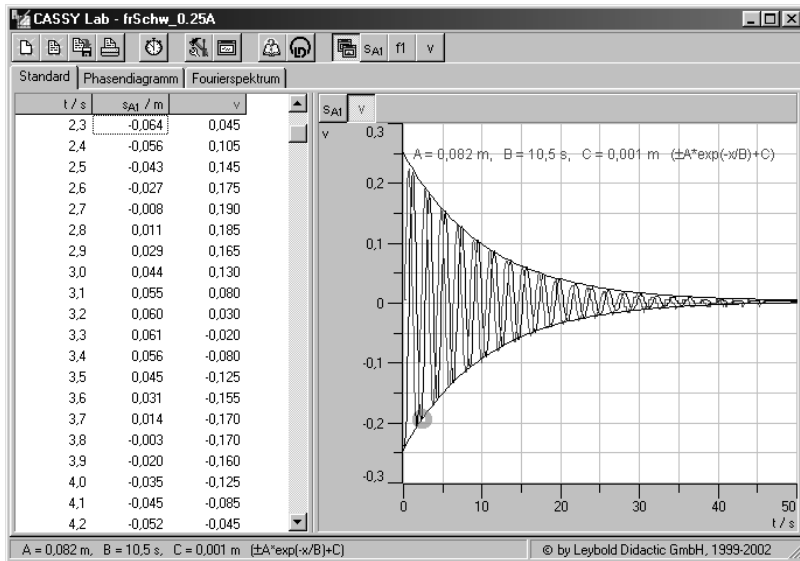 CASSY Lab - frSchw_0.25A
sA1 f1 v
Standard Phasendiagramm Fourierspektrum
t / s sA1 / m v
2,3 -0,064 0,045
2,4 -0,056 0,105
2,5 -0,043 0,145
2,6 -0,027 0,175
2,7 -0,008 0,190
2,8 0,011 0,185
2,9 0,029 0,165
3,0 0,044 0,130
3,1 0,055 0,080
3,2 0,060 0,030
3,3 0,061 -0,020
3,4 0,056 -0,080
3,5 0,045 -0,125
3,6 0,031 -0,155
3,7 0,014 -0,170
3,8 -0,003 -0,170
3,9 -0,020 -0,160
4,0 -0,035 -0,125
4,1 -0,045 -0,085
4,2 -0,052 -0,045
sA1 v
v
0,3
A = 0,082 m, B = 10,5 s, C = 0,001 m (±A*exp(-x/B)+C)
0,2
0,1
0
-0,1
-0,2
-0,3
0 10 20 30 40 50
t / s
A = 0,082 m, B = 10,5 s, C = 0,001 m (±A*exp(-x/B)+C)
© by Leybold Didactic GmbH, 1999-2002